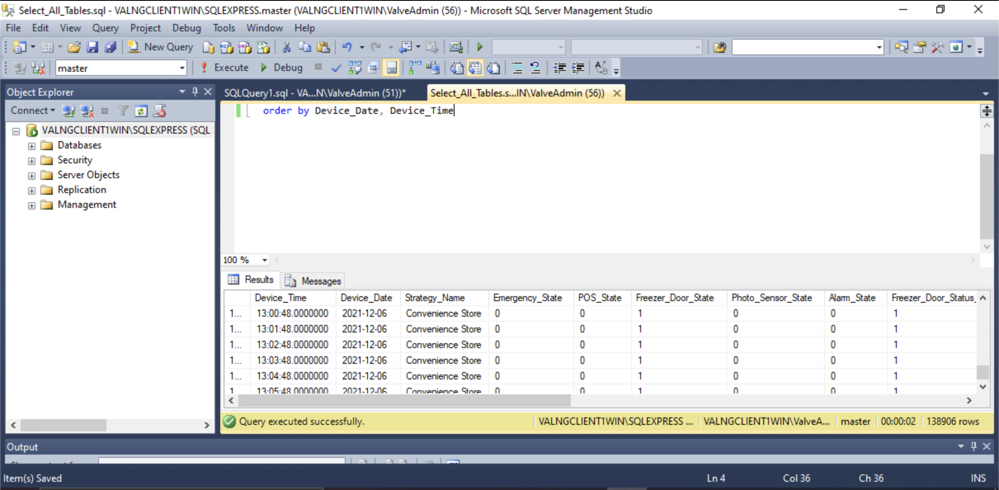 Select_All_Tables.sql - VALNGCLIENT1WIN\SQLEXPRESS.master (VALNGCLIENT1WIN\ValveAdmin (56)) - Microsoft SQL Server Management Studio
File Edit View Query Project Debug Tools Window Help
New Query
master Execute Debug
Object Explorer
Connect
VALNGCLIENT1WIN\SQLEXPRESS (SQL
Databases
Security
Server Objects
Replication
Management
SQLQuery1.sql - VA...N\ValveAdmin (51))* Select_All_Tables.s...IN\ValveAdmin (56))
order by Device_Date, Device_Time
100 %
Results Messages
Device_Time Device_Date Strategy_Name Emergency_State POS_State Freezer_Door_State Photo_Sensor_State Alarm_State Freezer_Door_Status_
1... 13:00:48.0000000 2021-12-06 Convenience Store 0 0 1 0 0 1
1... 13:01:48.0000000 2021-12-06 Convenience Store 0 0 1 0 0 1
1... 13:02:48.0000000 2021-12-06 Convenience Store 0 0 1 0 0 1
1... 13:03:48.0000000 2021-12-06 Convenience Store 0 0 1 0 0 1
1... 13:04:48.0000000 2021-12-06 Convenience Store 0 0 1 0 0 1
1 13:05:48.0000000 2021-12-06 Convenience Store 0 0 1 0 0 1
Query executed successfully. VALNGCLIENT1WIN\SQLEXPRESS ... VALNGCLIENT1WIN\ValveA... master 00:00:02 138906 rows
Output
Item(s) Saved Ln 4 Col 36 Ch 36 INS